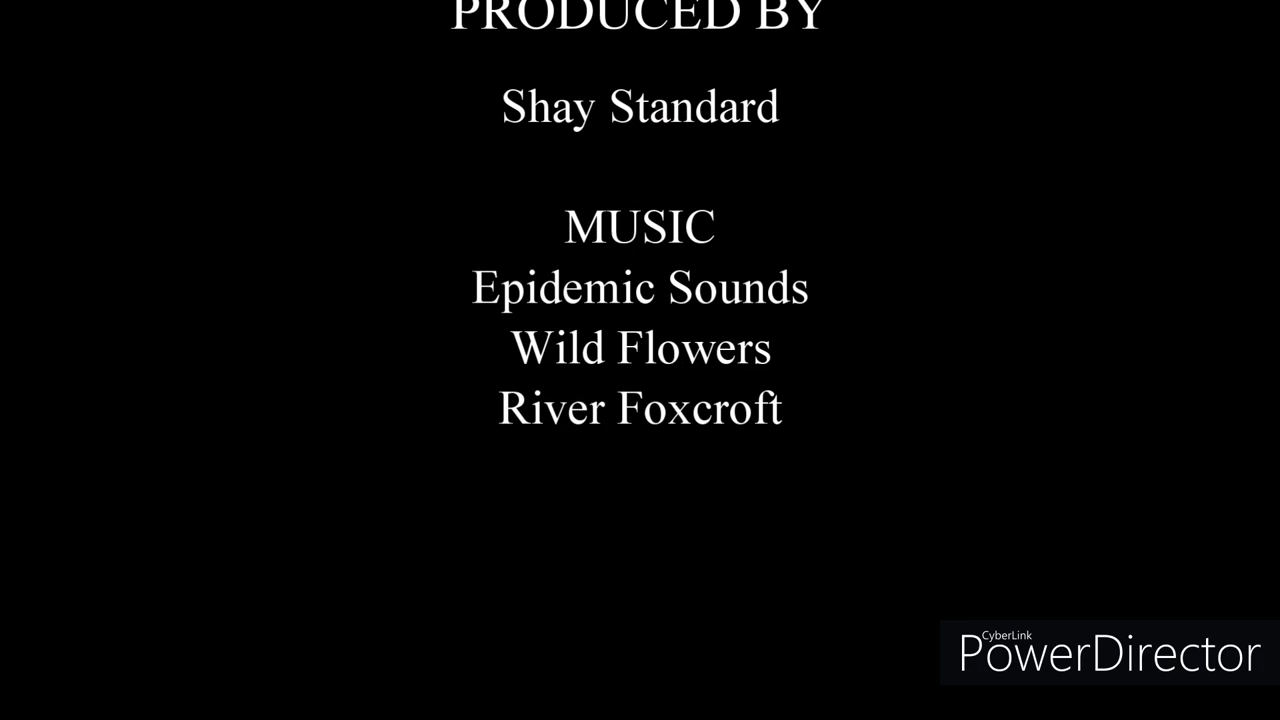 PRODUCED BY
Shay Standard
MUSIC
Epidemic Sounds
Wild Flowers
River Foxcroft
CyberLink
PowerDirector